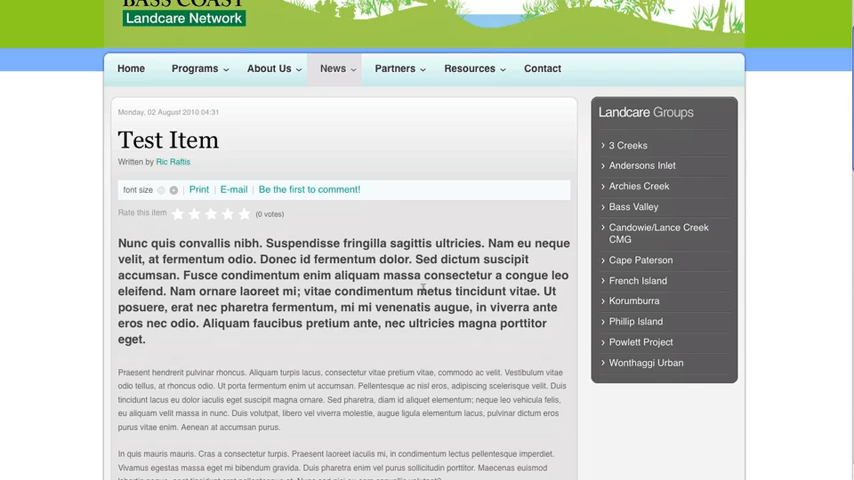 BASS COAST
Landcare Network
Home Programs About Us News Partners Resources Contact
Monday, 02 August 2010 04:31
Test Item
Written by Ric Raftis
font size | Print | E-mail | Be the first to comment!
Rate this item (0 votes)
Nunc quis convallis nibh. Suspendisse fringilla sagittis ultricies. Nam eu neque
velit, at fermentum odio. Donec id fermentum dolor. Sed dictum suscipit
accumsan. Fusce condimentum enim aliquam massa consectetur a congue leo
eleifend. Nam ornare laoreet mi; vitae condimentum metus tincidunt vitae. Ut
posuere, erat nec pharetra fermentum, mi mi venenatis augue, in viverra ante
eros nec odio. Aliquam faucibus pretium ante, nec ultricies magna porttitor
eget.
Praesent hendrerit pulvinar rhoncus. Aliquam turpis lacus, consectetur vitae pretium vitae, commodo ac velit. Vestibulum vitae
odio tellus, at rhoncus odio. Ut porta fermentum enim ut accumsan. Pellentesque ac nisl eros, adipiscing scelerisque velit. Duis
tincidunt lacus eu dolor iaculis eget suscipit magna ornare. Sed pharetra, diam id aliquet elementum; neque leo vehicula felis,
eu aliquam velit massa in nunc. Duis volutpat, libero vel viverra molestie, augue ligula elementum lacus, pulvinar dictum eros
purus vitae enim. Aenean at accumsan purus.
In quis mauris mauris. Cras a consectetur turpis. Praesent laoreet iaculis mi, in condimentum lectus pellentesque imperdiet.
Vivamus egestas massa eget mi bibendum gravida. Duis pharetra enim vel purus sollicitudin porttitor. Maecenas euismod
Landcare Groups
3 Creeks
Andersons Inlet
Archies Creek
Bass Valley
Candowie/Lance Creek
CMG
Cape Paterson
French Island
Korumburra
Phillip Island
Powlett Project
Wonthaggi Urban